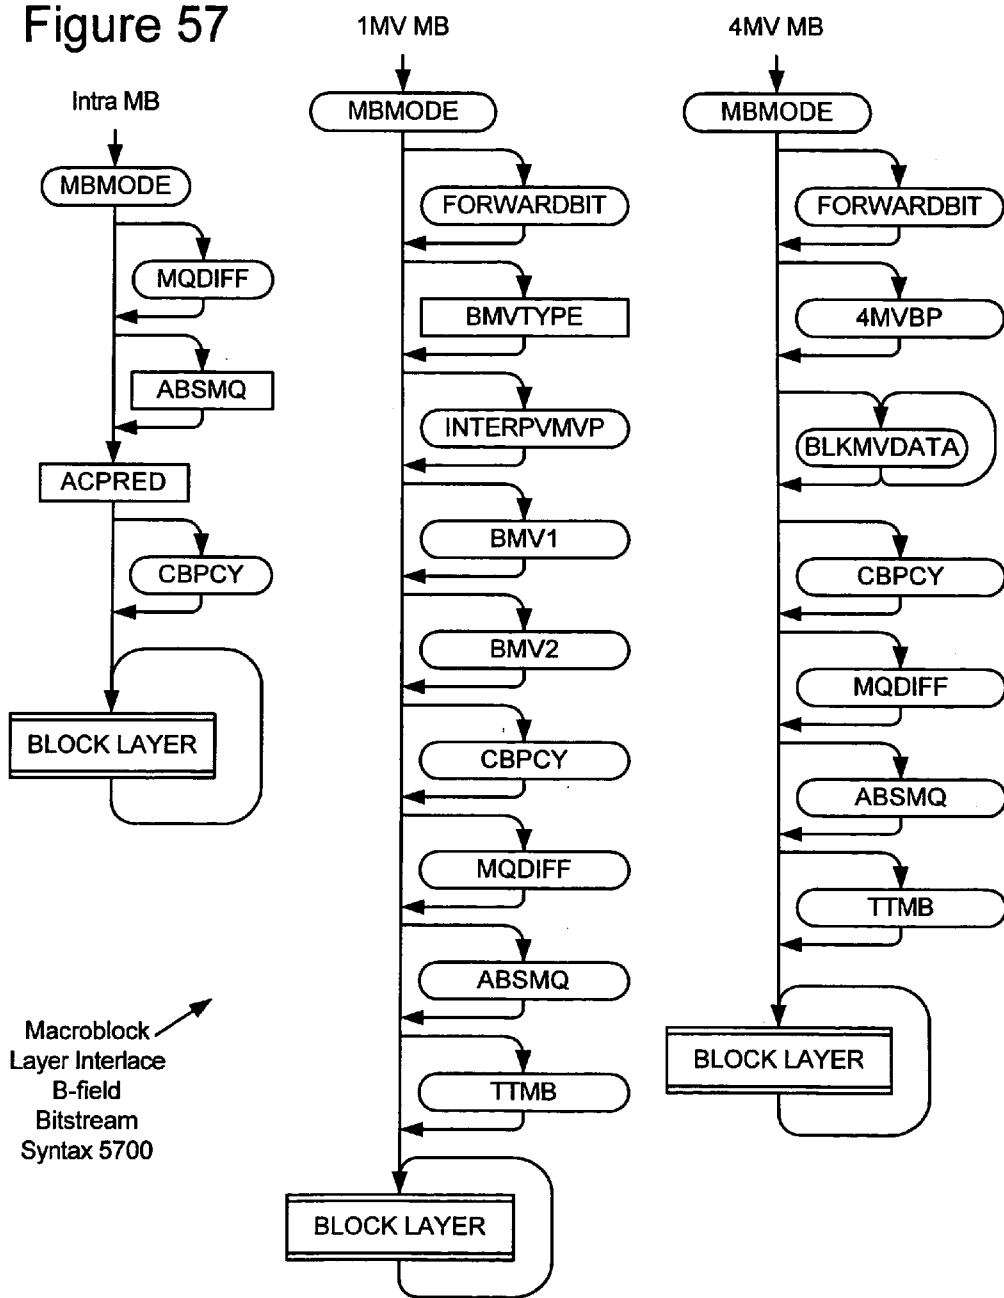 Figure 57
Intra MB
MBMODE
MQDIFF
ABSMQ
ACPRED
CBPCY
BLOCK LAYER
1MV MB
MBMODE
FORWARDBIT
BMVTYPE
INTERPVMVP
BMV1
BMV2
CBPCY
MQDIFF
ABSMQ
TTMB
BLOCK LAYER
4MV MB
MBMODE
FORWARDBIT
4MVBP
BLKMVDATA
CBPCY
MQDIFF
ABSMQ
TTMB
BLOCK LAYER
Macroblock
Layer Interlace
B-field
Bitstream
Syntax 5700